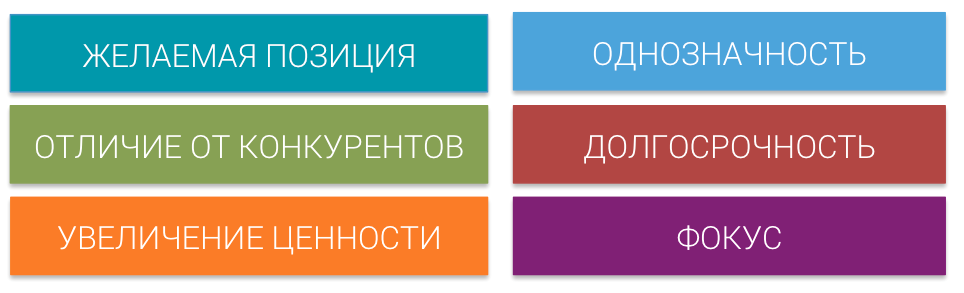 ЖЕЛАЕМАЯ ПОЗИЦИЯ
ОДНОЗНАЧНОСТЬ
ОТЛИЧИЕ ОТ КОНКУРЕНТОВ
ДОЛГОСРОЧНОСТЬ
УВЕЛИЧЕНИЕ ЦЕННОСТИ
ФОКУС